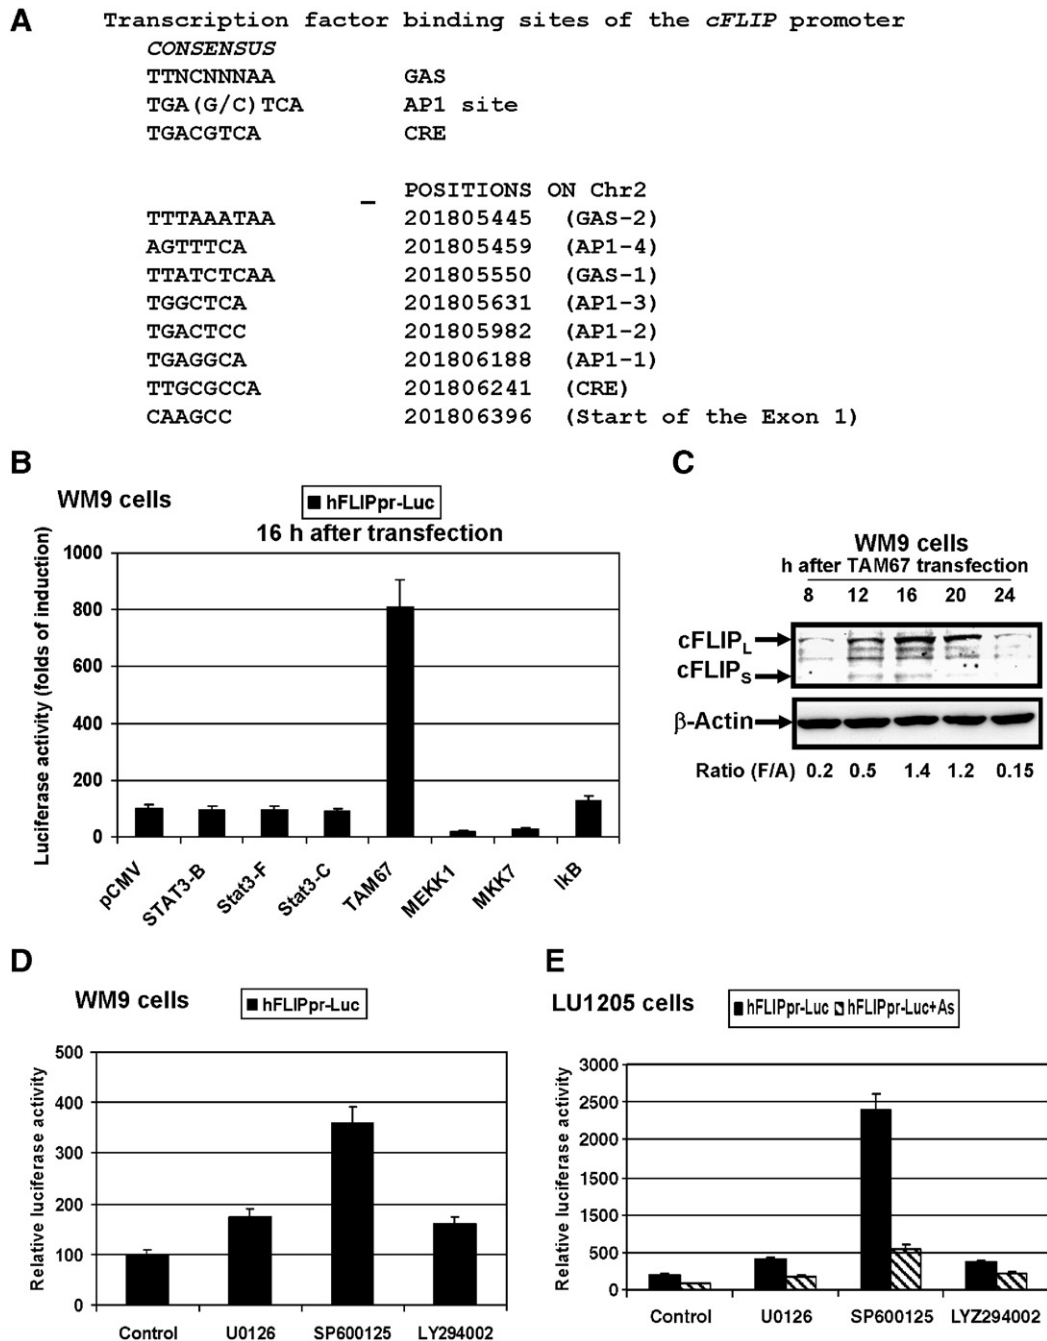 A
Transcription factor binding sites of the cFLIP promoter
CONSENSUS
TTNCNNNAA GAS
TGA(G/C)TCA AP1 site
TGACGTCA CRE
_ POSITIONS ON Chr2
TTTAAATAA 201805445 (GAS-2)
AGTTTCA 201805459 (AP1-4)
TTATCTCAA 201805550 (GAS-1)
TGGCTCA 201805631 (AP1-3)
TGACTCC 201805982 (AP1-2)
TGAGGCA 201806188 (AP1-1)
TTGCGCCA 201806241 (CRE)
CAAGCC 201806396 (Start of the Exon 1)
B
WM9 cells
hFLIPpr-Luc
16 h after transfection
Luciferase activity (folds of induction)
1000
800
600
400
200
0
pCMV
STAT3-B
Stat3-F
Stat3-C
TAM67
MEKK1
MKK7
IkB
C
WM9 cells
h after TAM67 transfection
8 12 16 20 24
cFLIPL
cFLIPS
β-Actin
Ratio (F/A) 0.2 0.5 1.4 1.2 0.15
D
WM9 cells
hFLIPpr-Luc
Relative luciferase activity
500
400
300
200
100
0
Control U0126 SP600125 LY294002
E
LU1205 cells
hFLIPpr-Luc hFLIPpr-Luc+As
Relative luciferase activity
3000
2500
2000
1500
1000
500
0
Control U0126 SP600125 LYZ294002